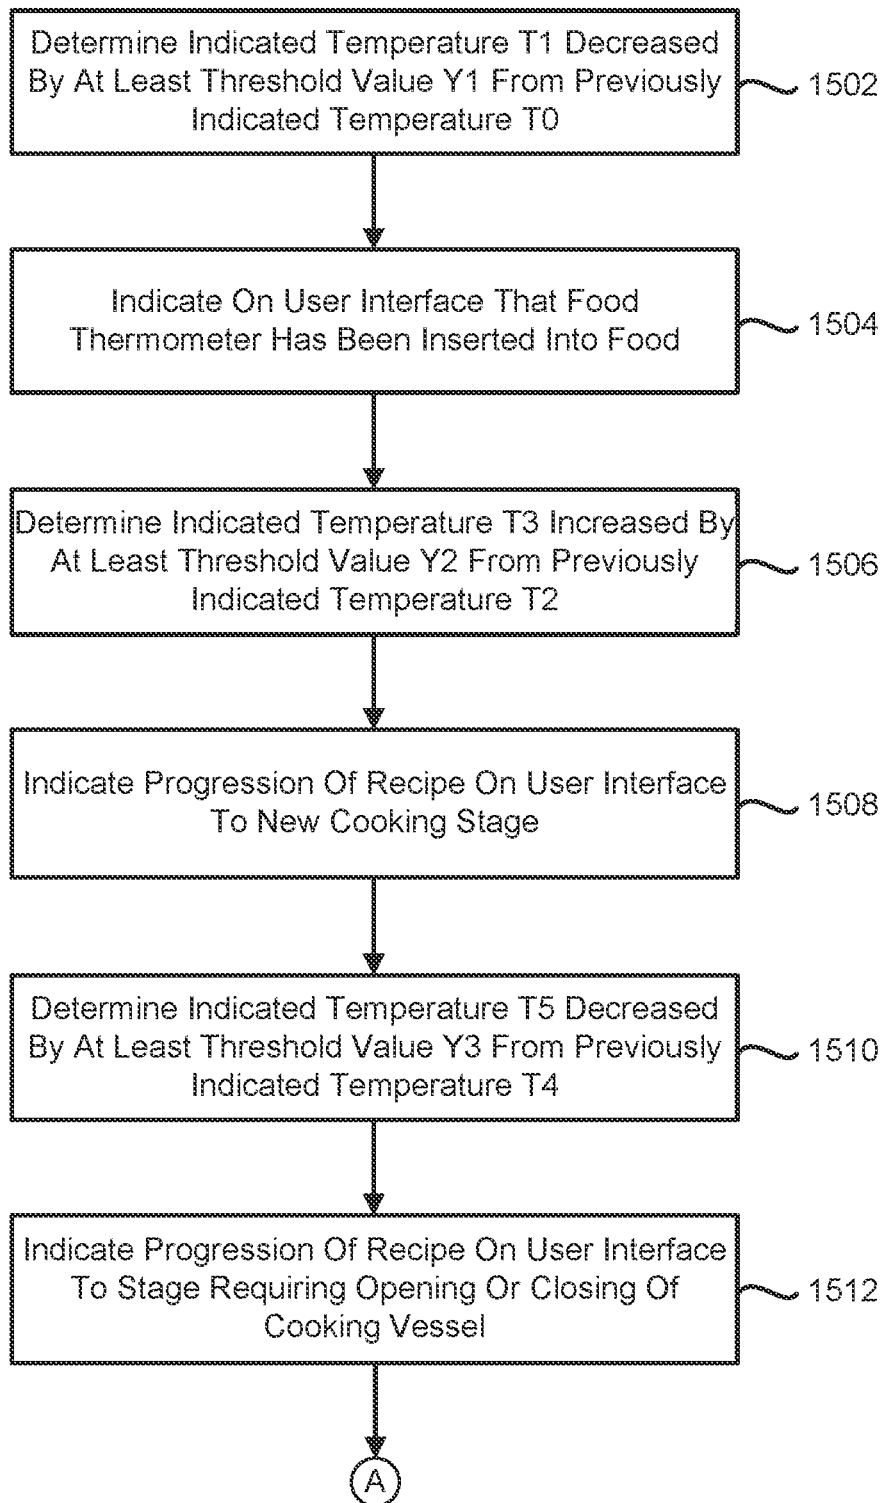 Determine Indicated Temperature T1 Decreased
By At Least Threshold Value Y1 From Previously
Indicated Temperature T0
1502
Indicate On User Interface That Food
Thermometer Has Been Inserted Into Food
1504
Determine Indicated Temperature T3 Increased By
At Least Threshold Value Y2 From Previously
Indicated Temperature T2
1506
Indicate Progression Of Recipe On User Interface
To New Cooking Stage
1508
Determine Indicated Temperature T5 Decreased
By At Least Threshold Value Y3 From Previously
Indicated Temperature T4
1510
Indicate Progression Of Recipe On User Interface
To Stage Requiring Opening Or Closing Of
Cooking Vessel
1512
A